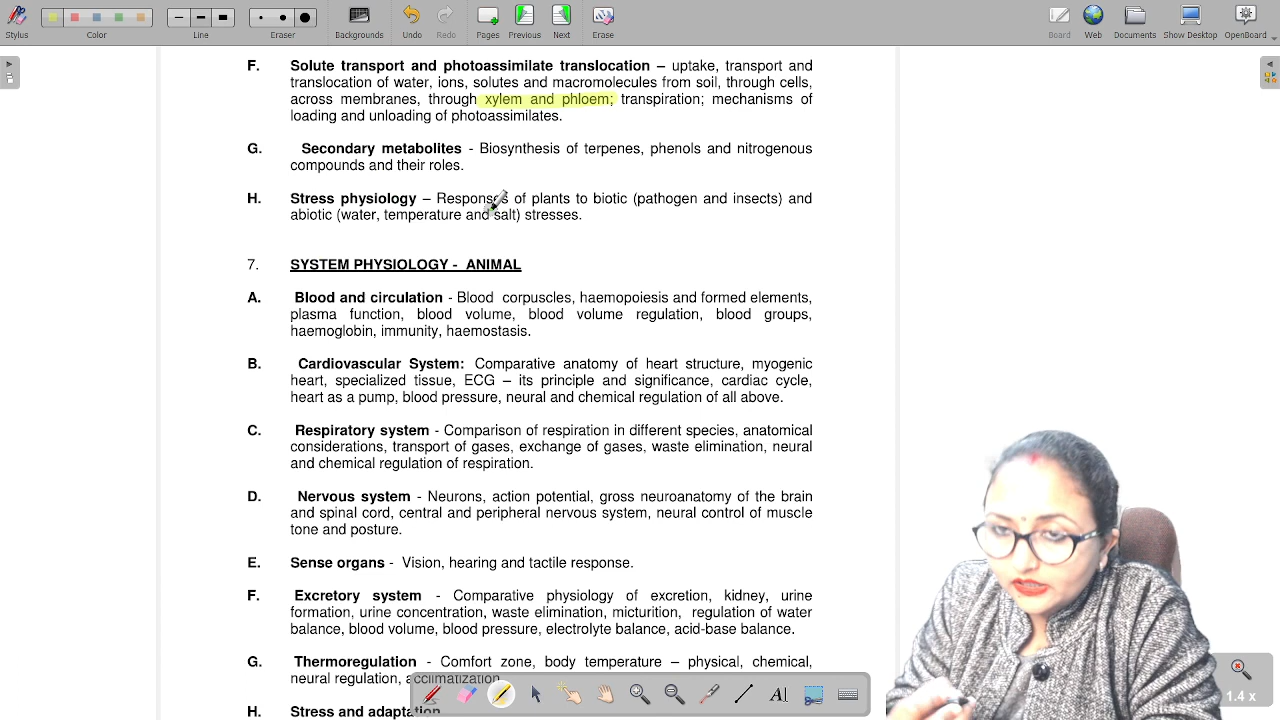 Stylus
Color
Line
Eraser
Backgrounds
Undo
Redo
Pages
Previous
Next
Erase
Board
Web
Documents
Show Desktop
OpenBoard
F. Solute transport and photoassimilate translocation – uptake, transport and
translocation of water, ions, solutes and macromolecules from soil, through cells,
across membranes, through xylem and phloem; transpiration; mechanisms of
loading and unloading of photoassimilates.
G. Secondary metabolites - Biosynthesis of terpenes, phenols and nitrogenous
compounds and their roles.
H. Stress physiology – Responses of plants to biotic (pathogen and insects) and
abiotic (water, temperature and salt) stresses.
7. SYSTEM PHYSIOLOGY - ANIMAL
A. Blood and circulation - Blood corpuscles, haemopoiesis and formed elements,
plasma function, blood volume, blood volume regulation, blood groups,
haemoglobin, immunity, haemostasis.
B. Cardiovascular System: Comparative anatomy of heart structure, myogenic
heart, specialized tissue, ECG – its principle and significance, cardiac cycle,
heart as a pump, blood pressure, neural and chemical regulation of all above.
C. Respiratory system - Comparison of respiration in different species, anatomical
considerations, transport of gases, exchange of gases, waste elimination, neural
and chemical regulation of respiration.
D. Nervous system - Neurons, action potential, gross neuroanatomy of the brain
and spinal cord, central and peripheral nervous system, neural control of muscle
tone and posture.
E. Sense organs - Vision, hearing and tactile response.
F. Excretory system - Comparative physiology of excretion, kidney, urine
formation, urine concentration, waste elimination, micturition, regulation of water
balance, blood volume, blood pressure, electrolyte balance, acid-base balance.
G. Thermoregulation - Comfort zone, body temperature – physical, chemical,
neural regulation, acclimatization.
H. Stress and adaptation
1.4 x